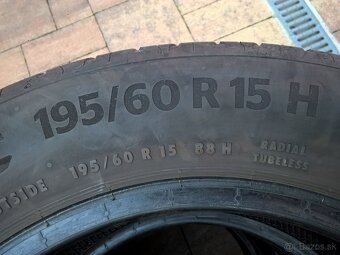 195/60 R 15 H
TSIDE 195/60 R 15 88 H RADIAL
TUBELESS
Bazos.sk